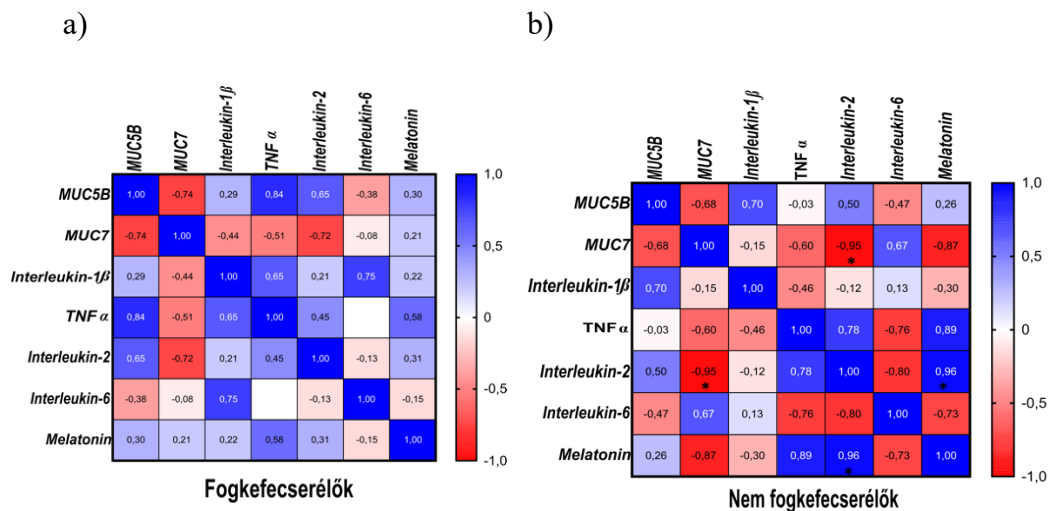 a)
MUC5B MUC7 Interleukin-1β TNF α Interleukin-2 Interleukin-6 Melatonin
MUC5B 1,00 -0,74 0,29 0,84 0,65 -0,38 0,30
MUC7 -0,74 1,00 -0,44 -0,51 -0,72 -0,08 0,21
Interleukin-1β 0,29 -0,44 1,00 0,65 0,21 0,75 0,22
TNF α 0,84 -0,51 0,65 1,00 0,45 0,58
Interleukin-2 0,65 -0,72 0,21 0,45 1,00 -0,13 0,31
Interleukin-6 -0,38 -0,08 0,75 -0,13 1,00 -0,15
Melatonin 0,30 0,21 0,22 0,58 0,31 -0,15 1,00
1,0
0,5
0
-0,5
-1,0
Fogkefecserélők
b)
MUC5B MUC7 Interleukin-1β TNF α Interleukin-2 Interleukin-6 Melatonin
MUC5B 1,00 -0,68 0,70 -0,03 0,50 -0,47 0,26
MUC7 -0,68 1,00 -0,15 -0,60 -0,95 0,67 -0,87
*
Interleukin-1β 0,70 -0,15 1,00 -0,46 -0,12 0,13 -0,30
TNF α -0,03 -0,60 -0,46 1,00 0,78 -0,76 0,89
Interleukin-2 0,50 -0,95 -0,12 0,78 1,00 -0,80 0,96
* *
Interleukin-6 -0,47 0,67 0,13 -0,76 -0,80 1,00 -0,73
Melatonin 0,26 -0,87 -0,30 0,89 0,96 -0,73 1,00
*
1,0
0,5
0
-0,5
-1,0
Nem fogkefecserélők